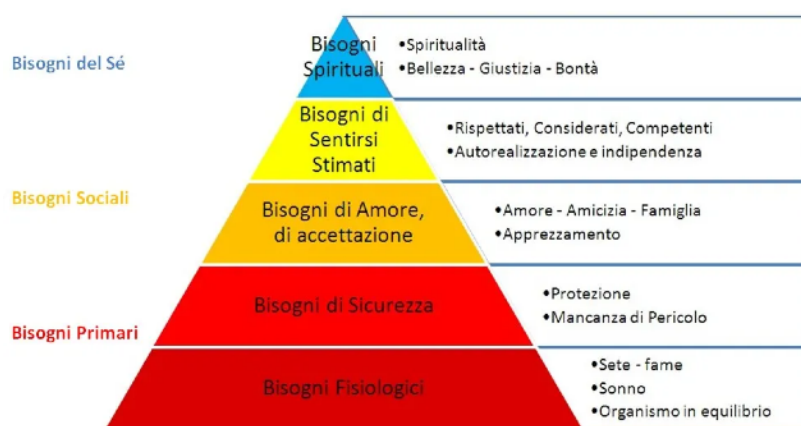 Bisogni del Sé
Bisogni
Spirituali
•Spiritualità
•Bellezza - Giustizia - Bontà
Bisogni di
Sentirsi
Stimati
•Rispettati, Considerati, Competenti
•Autorealizzazione e indipendenza
Bisogni Sociali
Bisogni di Amore,
di accettazione
•Amore - Amicizia - Famiglia
•Apprezzamento
Bisogni Primari
Bisogni di Sicurezza
•Protezione
•Mancanza di Pericolo
Bisogni Fisiologici
•Sete - fame
•Sonno
•Organismo in equilibrio